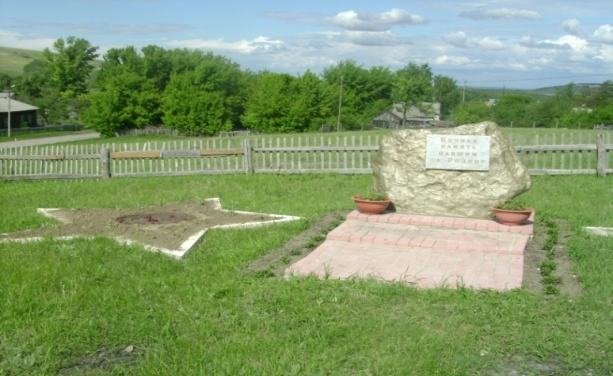 Вечная
память
павшим
за Родину